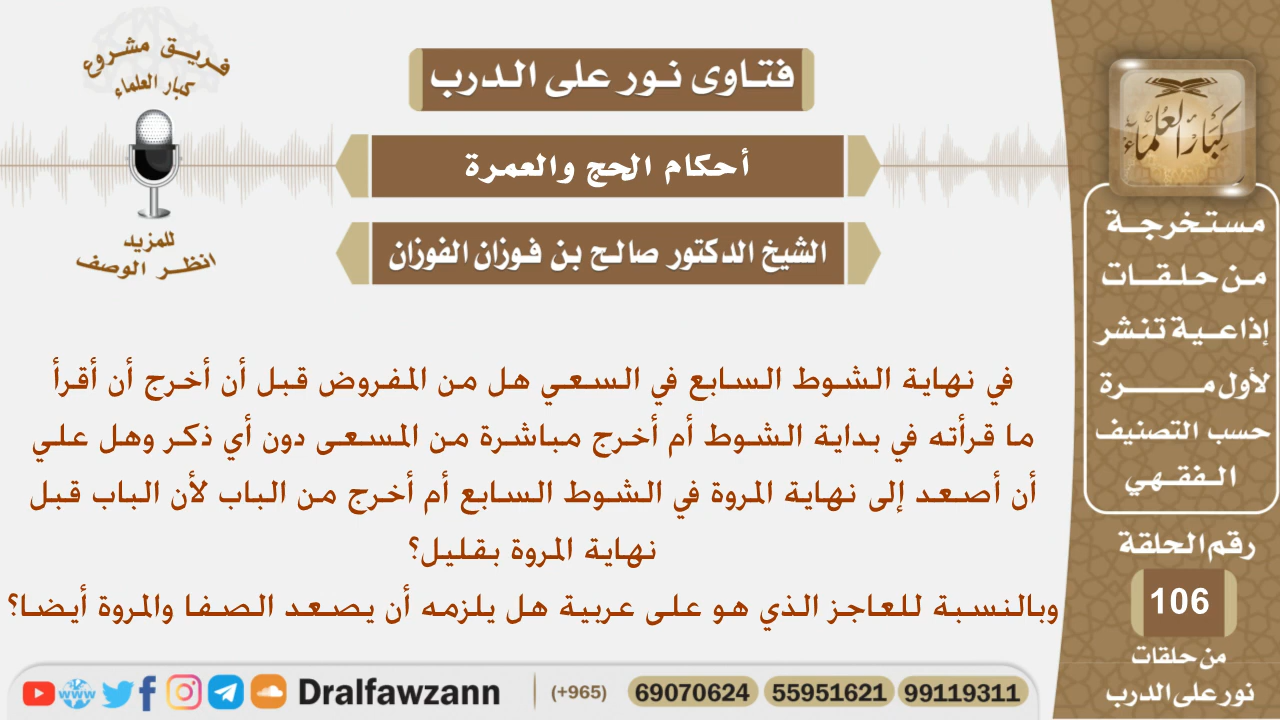 فريق مشروع
كبار العلماء
للمزيد
انظر الوصف
فتاوى نور على الدرب
أحكام الحج والعمرة
الشيخ الدكتور صالح بن فوزان الفوزان
في نهاية الشوط السابع في السعي هل من المفروض قبل أن أخرج أن أقرأ
ما قرأته في بداية الشوط أم أخرج مباشرة من المسعى دون أي ذكر وهل علي
أن أصعد إلى نهاية المروة في الشوط السابع أم أخرج من الباب لأن الباب قبل
نهاية المروة بقليل؟
وبالنسبة للعاجز الذي هو على عربية هل يلزمه أن يصعد الصفا والمروة أيضا؟
كبار العلماء
مستخرجة
من حلقات
إذاعية تنشر
لأول مرة
حسب التصنيف
الفقهي
رقم الحلقة
106
من حلقات
نور على الدرب
www
Dralfawzann
(+965) 69070624 55951621 99119311